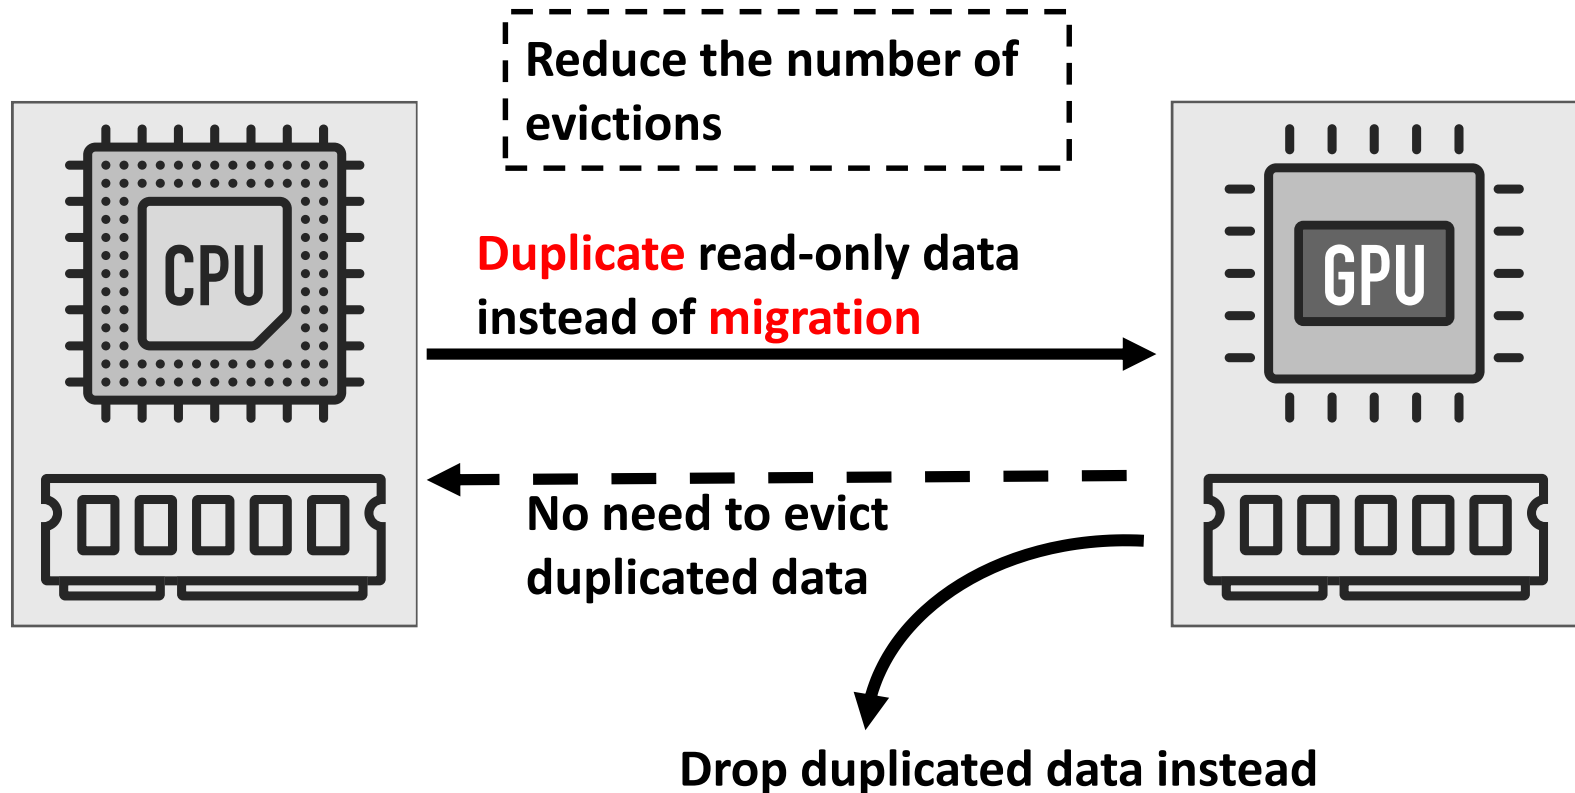 Reduce the number of
evictions
CPU
Duplicate read-only data
instead of migration
GPU
No need to evict
duplicated data
Drop duplicated data instead